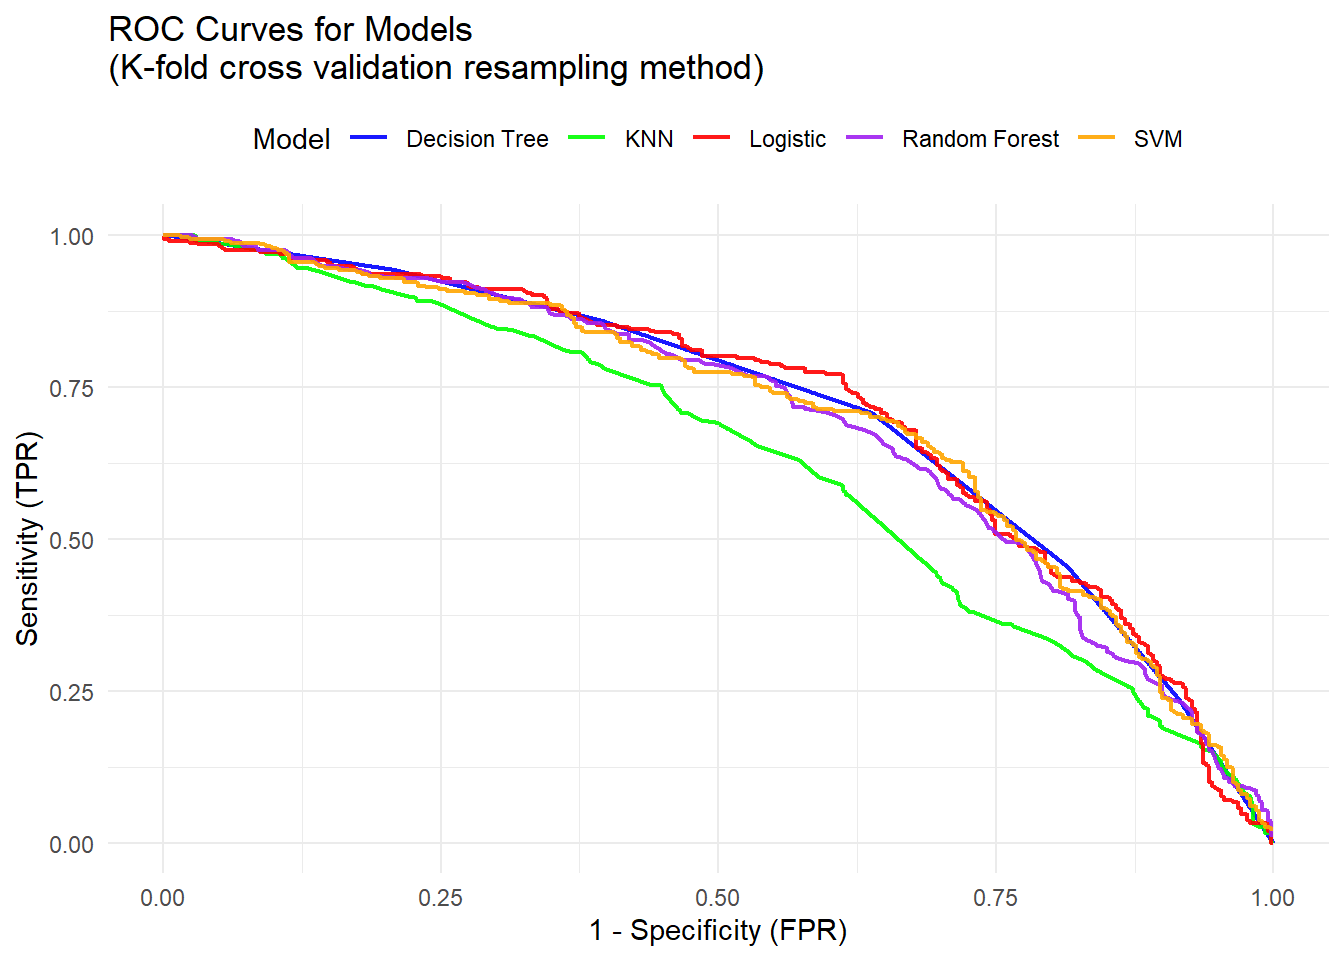 ROC Curves for Models
(K-fold cross validation resampling method)
Model Decision Tree KNN Logistic Random Forest SVM
1.00
0.75
0.50
0.25
0.00
Sensitivity (TPR)
0.00 0.25 0.50 0.75 1.00
1 - Specificity (FPR)